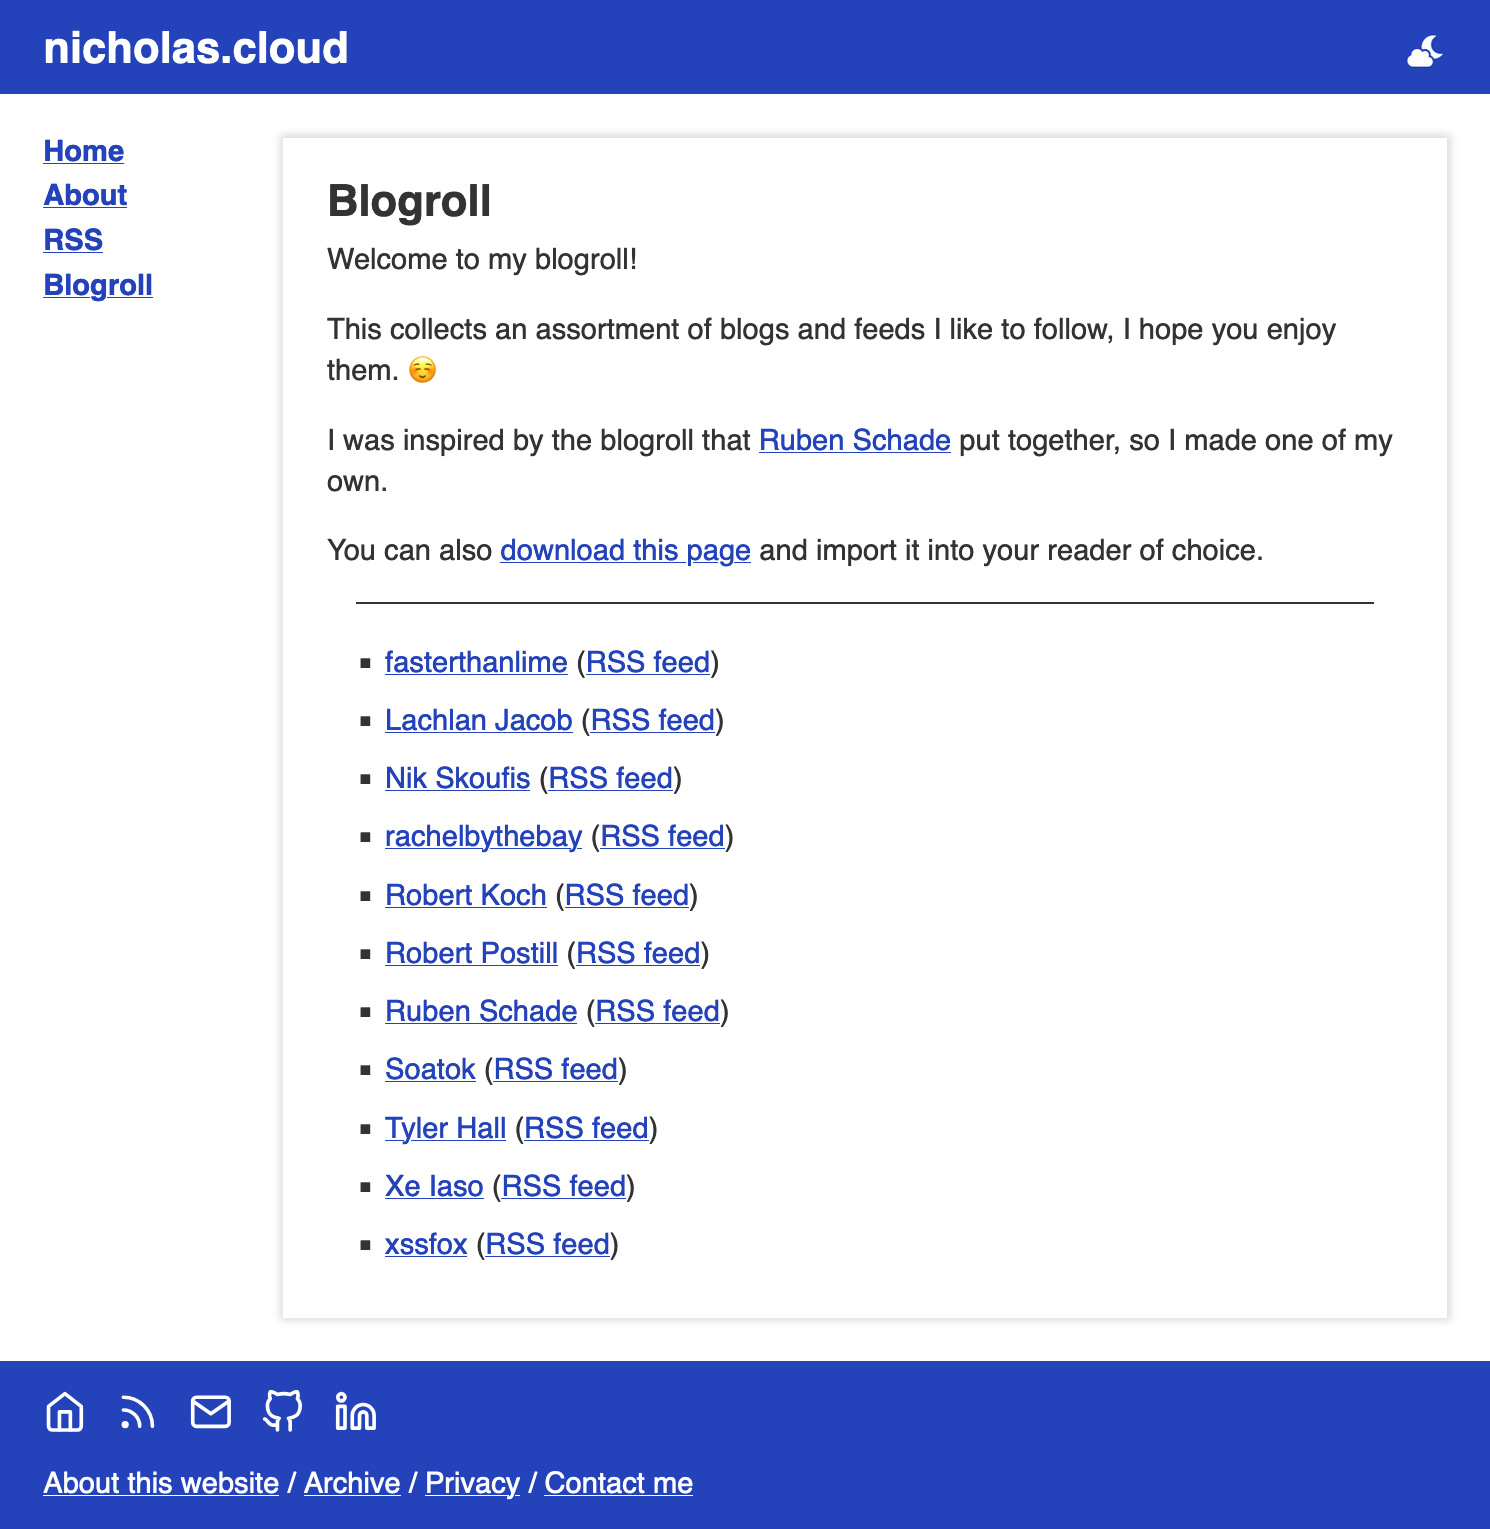 nicholas.cloud
Home
About
RSS
Blogroll
Blogroll
Welcome to my blogroll!
This collects an assortment of blogs and feeds I like to follow, I hope you enjoy
them. ☺️
I was inspired by the blogroll that Ruben Schade put together, so I made one of my
own.
You can also download this page and import it into your reader of choice.
▪ fasterthanlime (RSS feed)
▪ Lachlan Jacob (RSS feed)
▪ Nik Skoufis (RSS feed)
▪ rachelbythebay (RSS feed)
▪ Robert Koch (RSS feed)
▪ Robert Postill (RSS feed)
▪ Ruben Schade (RSS feed)
▪ Soatok (RSS feed)
▪ Tyler Hall (RSS feed)
▪ Xe Iaso (RSS feed)
▪ xssfox (RSS feed)
About this website / Archive / Privacy / Contact me